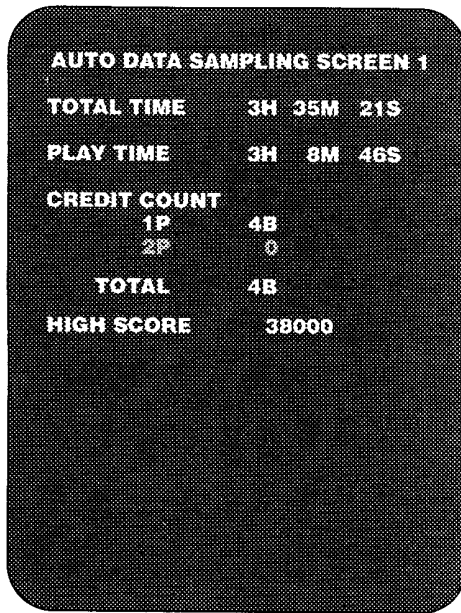 AUTO DATA SAMPLING SCREEN 1
TOTAL TIME 3H 35M 21S
PLAY TIME 3H 8M 46S
CREDIT COUNT
1P 4B
2P 0
TOTAL 4B
HIGH SCORE 38000